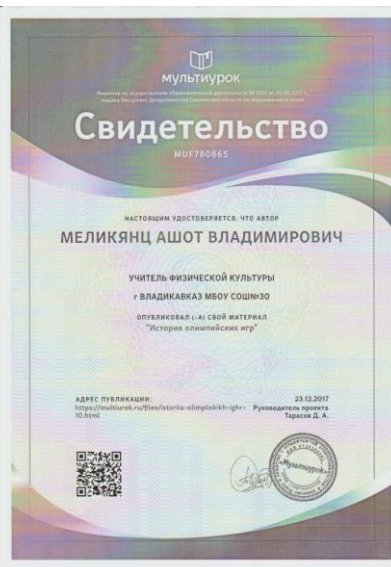 мультиурок
Свидетельство
MUF780865
НАСТОЯЩИМ УДОСТОВЕРЯЕТСЯ, ЧТО АВТОР
МЕЛИКЯНЦ АШОТ ВЛАДИМИРОВИЧ
УЧИТЕЛЬ ФИЗИЧЕСКОЙ КУЛЬТУРЫ
г ВЛАДИКАВКАЗ МБОУ СОШ№30
ОПУБЛИКОВАЛ (-А) СВОЙ МАТЕРИАЛ
"История олимпийских игр"
АДРЕС ПУБЛИКАЦИИ:
https://multiurok.ru/files/istoriia-olimpiiskikh-ighr-
10.html
23.12.2017
Руководитель проекта
Тарасов Д. А.
Мультиурок